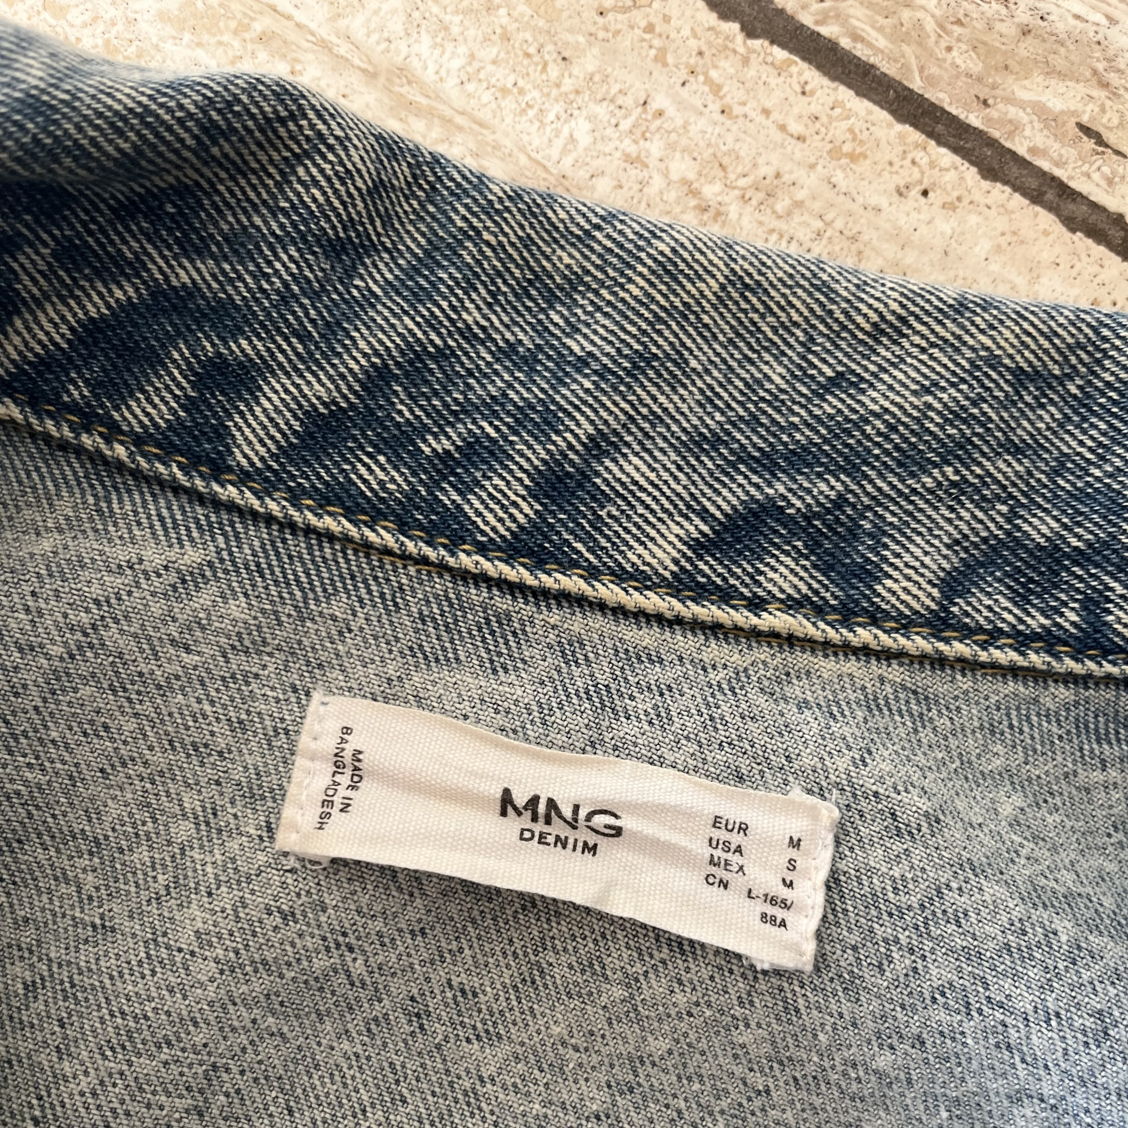 MADE IN
BANGLADESH
MNG
DENIM
EUR M
USA S
MEX M
CN L-165/
88A